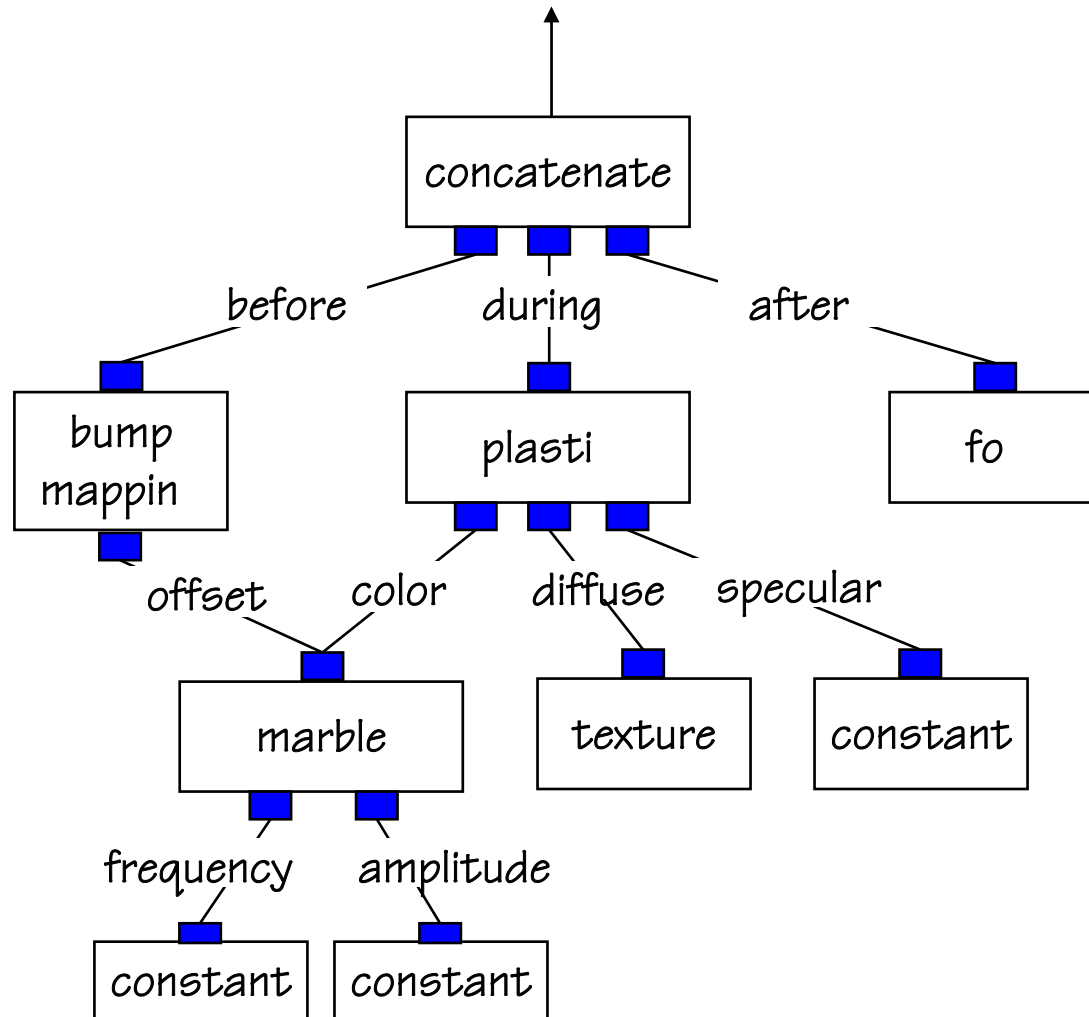 concatenate
before
during
after
bump
mappin
plasti
fo
offset
color
diffuse
specular
marble
texture
constant
frequency
amplitude
constant
constant